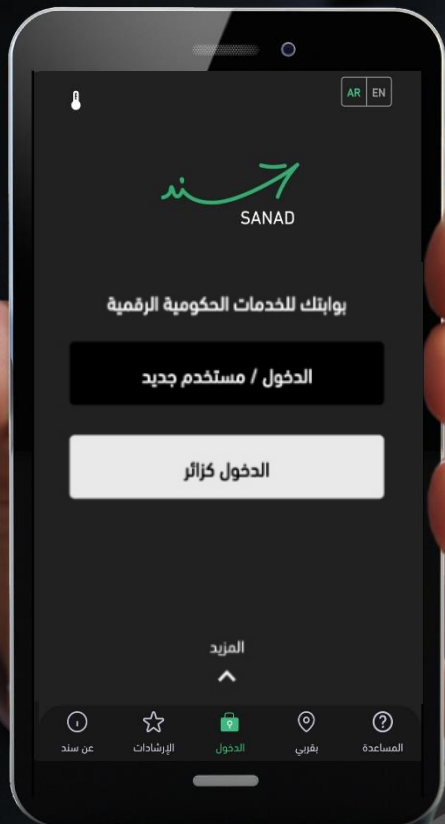 AR EN
سند
SANAD
بوابتك للخدمات الحكومية الرقمية
الدخول / مستخدم جديد
الدخول كزائر
المزيد
المساعدة
بقربي
الدخول
الإرشادات
عن سند